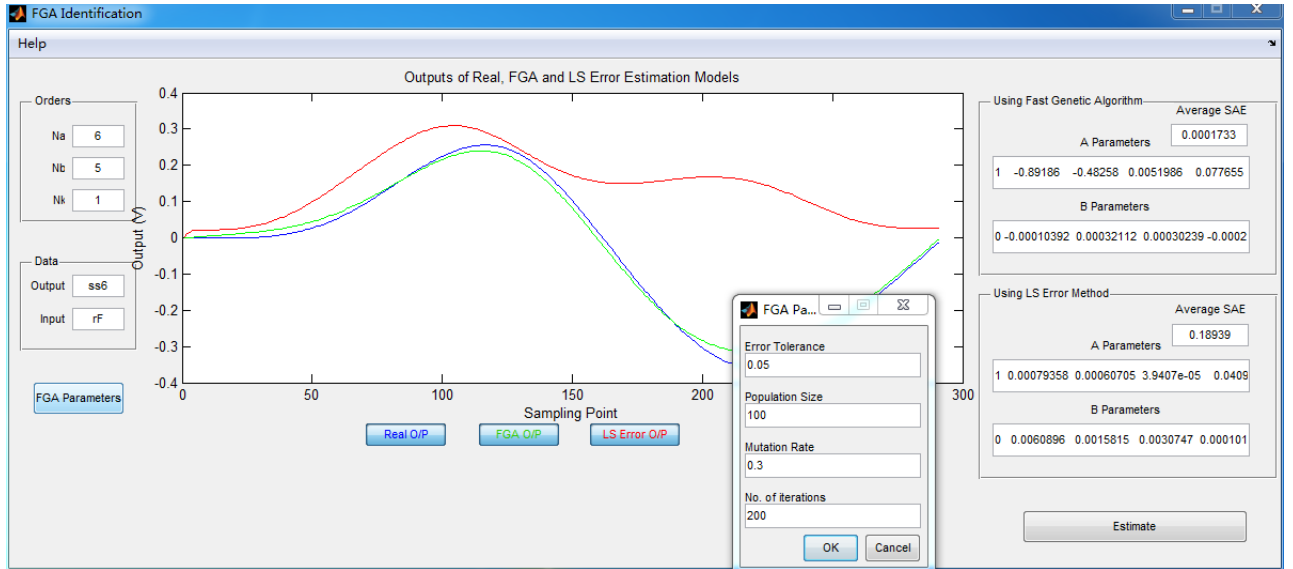 FGA Identification
Help
Outputs of Real, FGA and LS Error Estimation Models
Orders
Na 6
Nb 5
Nk 1
Data
Output ss6
Input rF
FGA Parameters
Output (V)
0.4
0.3
0.2
0.1
0
-0.1
-0.2
-0.3
-0.4
0 50 100 150 200 300
Sampling Point
Real O/P FGA O/P LS Error O/P
FGA Pa...
Error Tolerance
0.05
Population Size
100
Mutation Rate
0.3
No. of iterations
200
OK Cancel
Using Fast Genetic Algorithm
Average SAE
0.0001733
A Parameters
1 -0.89186 -0.48258 0.0051986 0.077655
B Parameters
0 -0.00010392 0.00032112 0.00030239 -0.0002
Using LS Error Method
Average SAE
0.18939
A Parameters
1 0.00079358 0.00060705 3.9407e-05 0.0409
B Parameters
0 0.0060896 0.0015815 0.0030747 0.000101
Estimate